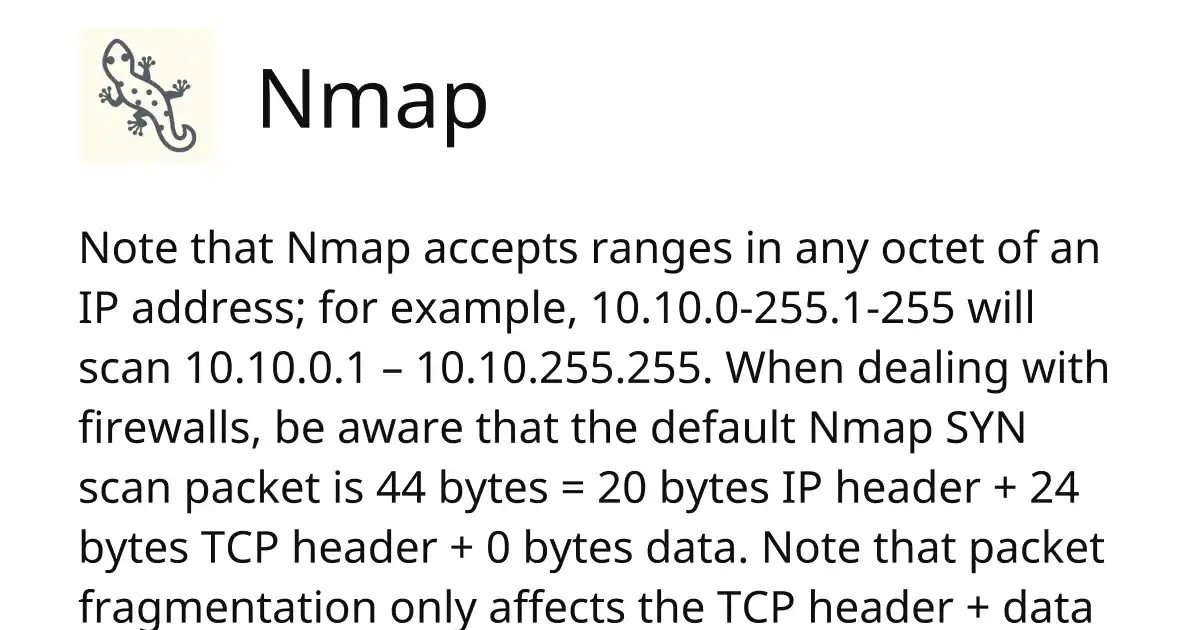 Nmap
Note that Nmap accepts ranges in any octet of an
IP address; for example, 10.10.0-255.1-255 will
scan 10.10.0.1 – 10.10.255.255. When dealing with
firewalls, be aware that the default Nmap SYN
scan packet is 44 bytes = 20 bytes IP header + 24
bytes TCP header + 0 bytes data. Note that packet
fragmentation only affects the TCP header + data